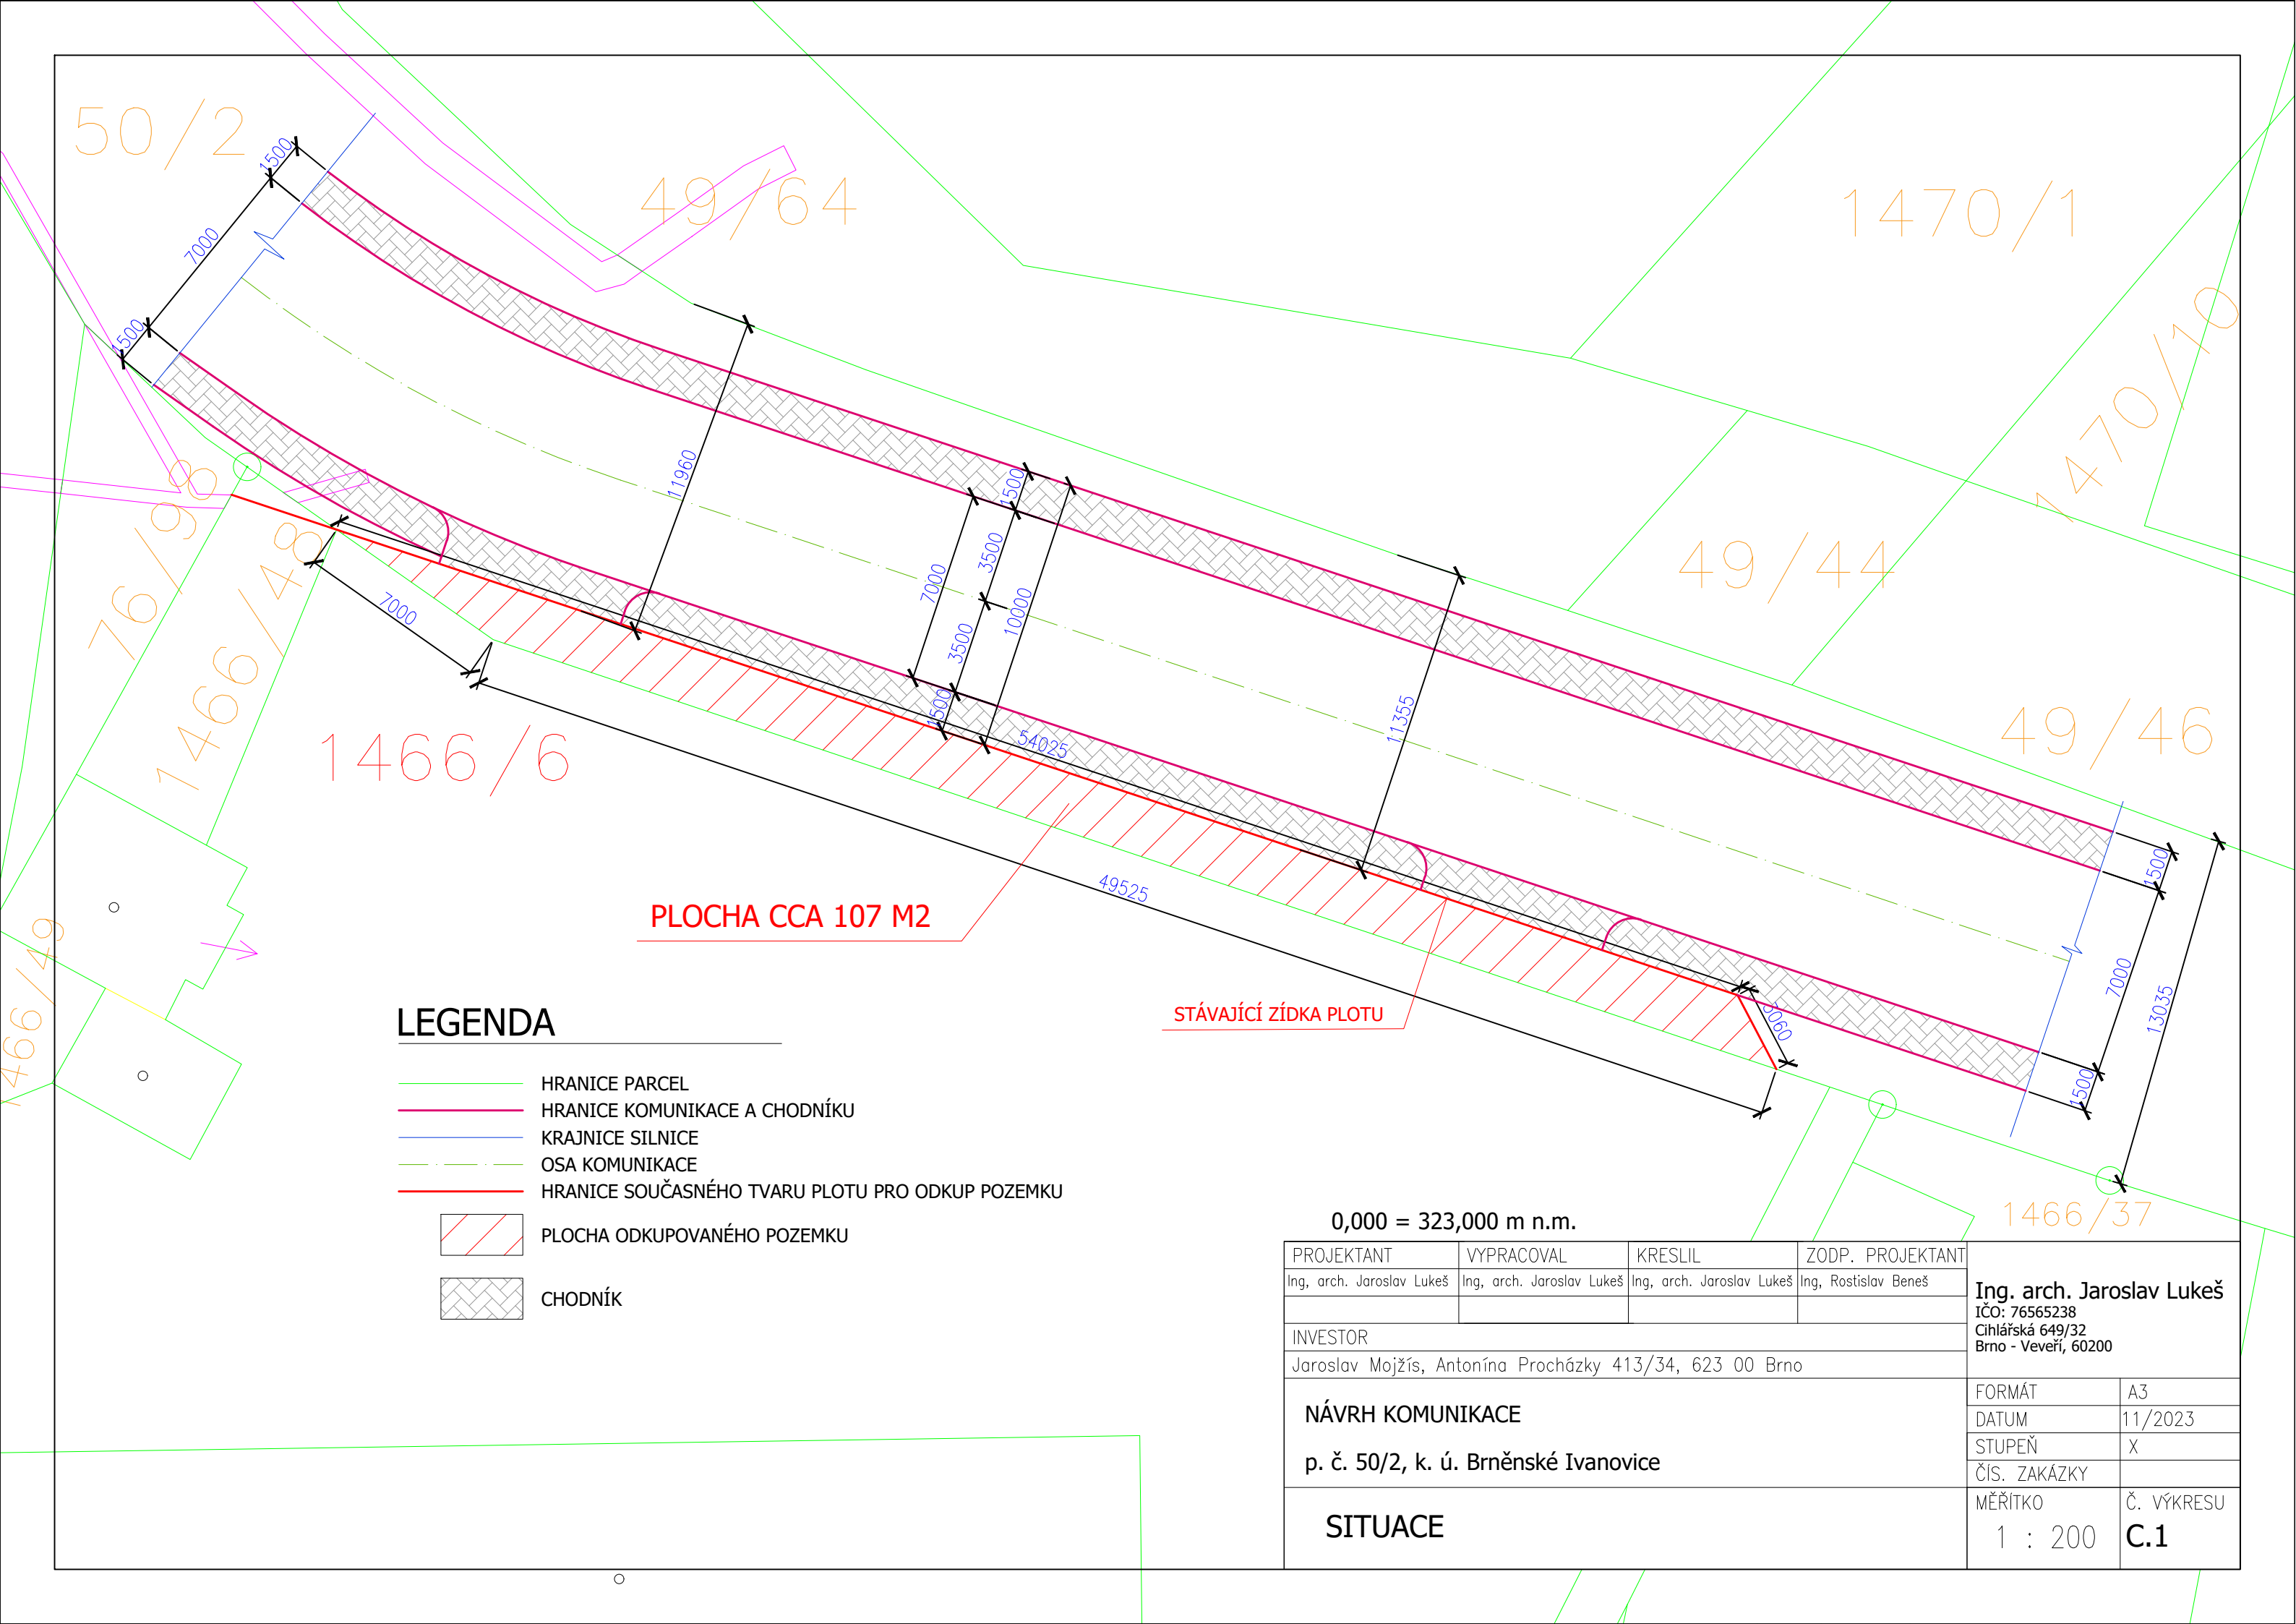 50/2
49/64
1470/1
1470/10
49/44
49/46
76/98
1466/48
1466/6
1466/49
1466/37
1500
7000
1500
11960
7000
1500
3500
7000
10000
3500
1500
54025
11355
49525
3060
1500
7000
13035
1500
PLOCHA CCA 107 M2
STÁVAJÍCÍ ZÍDKA PLOTU
LEGENDA
HRANICE PARCEL
HRANICE KOMUNIKACE A CHODNÍKU
KRAJNICE SILNICE
OSA KOMUNIKACE
HRANICE SOUČASNÉHO TVARU PLOTU PRO ODKUP POZEMKU
PLOCHA ODKUPOVANÉHO POZEMKU
CHODNÍK
0,000 = 323,000 m n.m.
PROJEKTANT VYPRACOVAL KRESLIL ZODP. PROJEKTANT
Ing, arch. Jaroslav Lukeš Ing, arch. Jaroslav Lukeš Ing, arch. Jaroslav Lukeš Ing, Rostislav Beneš
INVESTOR
Jaroslav Mojžís, Antonína Procházky 413/34, 623 00 Brno
NÁVRH KOMUNIKACE
p. č. 50/2, k. ú. Brněnské Ivanovice
SITUACE
Ing. arch. Jaroslav Lukeš
IČO: 76565238
Cihlářská 649/32
Brno - Veveří, 60200
FORMÁT A3
DATUM 11/2023
STUPEŇ X
ČÍS. ZAKÁZKY
MĚŘÍTKO Č. VÝKRESU
1 : 200 C.1